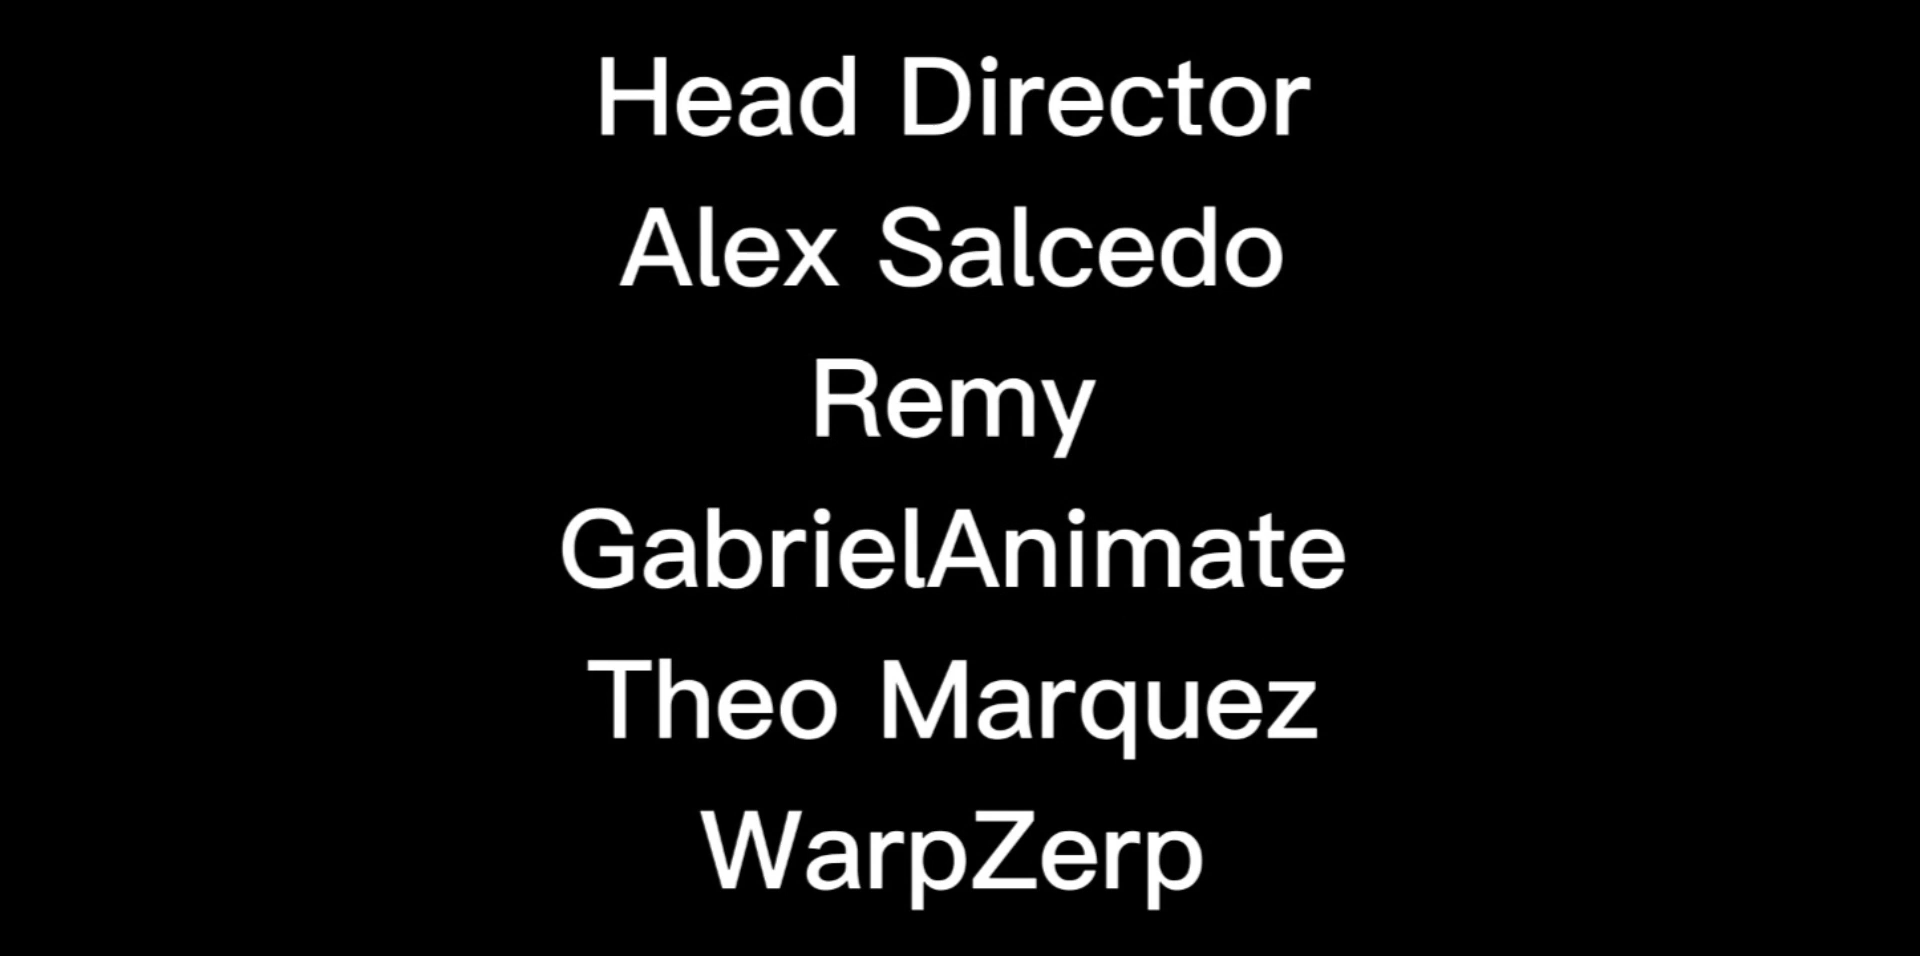 Head Director
Alex Salcedo
Remy
GabrielAnimate
Theo Marquez
WarpZerp